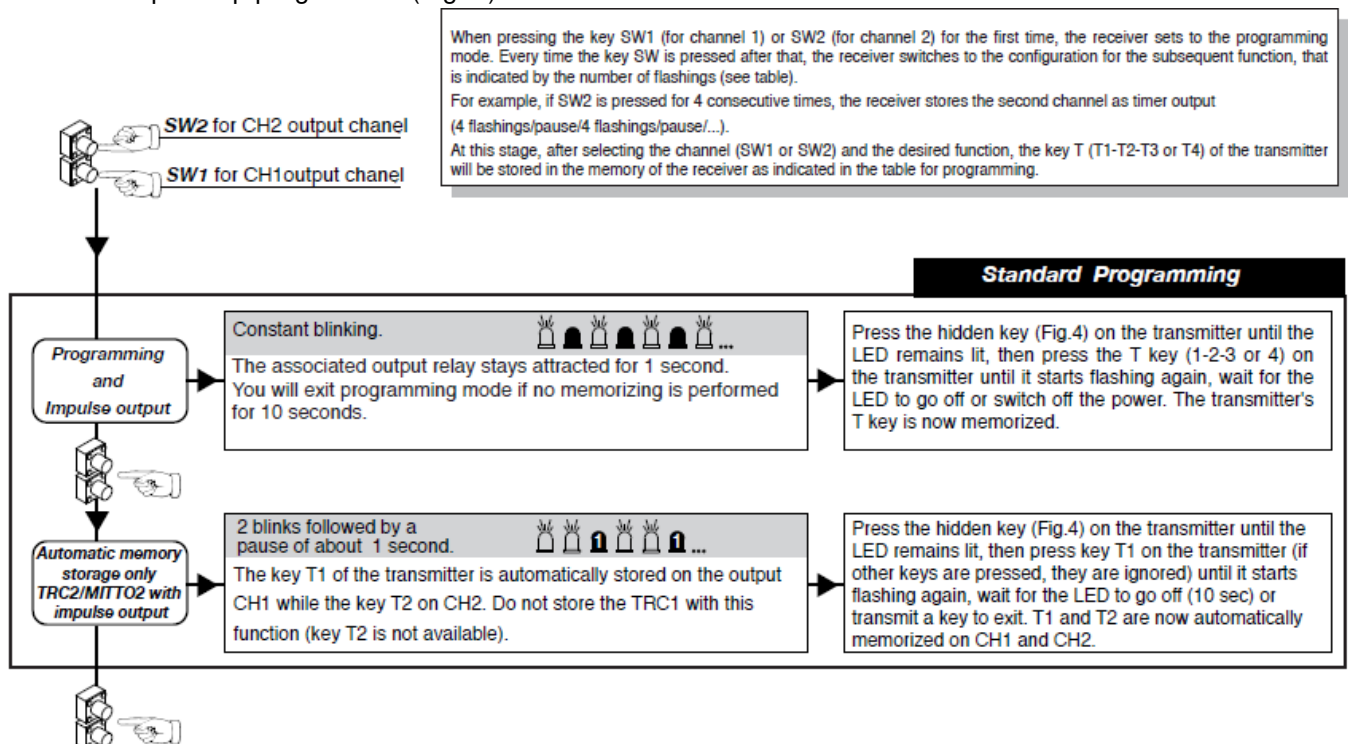 When pressing the key SW1 (for channel 1) or SW2 (for channel 2) for the first time, the receiver sets to the programming
mode. Every time the key SW is pressed after that, the receiver switches to the configuration for the subsequent function, that
is indicated by the number of flashings (see table).
For example, if SW2 is pressed for 4 consecutive times, the receiver stores the second channel as timer output
(4 flashings/pause/4 flashings/pause/...).
At this stage, after selecting the channel (SW1 or SW2) and the desired function, the key T (T1-T2-T3 or T4) of the transmitter
will be stored in the memory of the receiver as indicated in the table for programming.
SW2 for CH2 output chanel
SW1 for CH1output chanel
Standard Programming
Programming
and
Impulse output
Constant blinking.
...
The associated output relay stays attracted for 1 second.
You will exit programming mode if no memorizing is performed
for 10 seconds.
Press the hidden key (Fig.4) on the transmitter until the
LED remains lit, then press the T key (1-2-3 or 4) on
the transmitter until it starts flashing again, wait for the
LED to go off or switch off the power. The transmitter's
T key is now memorized.
Automatic memory
storage only
TRC2/MITTO2 with
impulse output
2 blinks followed by a
pause of about 1 second.
1 1 ...
The key T1 of the transmitter is automatically stored on the output
CH1 while the key T2 on CH2. Do not store the TRC1 with this
function (key T2 is not available).
Press the hidden key (Fig.4) on the transmitter until the
LED remains lit, then press key T1 on the transmitter (if
other keys are pressed, they are ignored) until it starts
flashing again, wait for the LED to go off (10 sec) or
transmit a key to exit. T1 and T2 are now automatically
memorized on CH1 and CH2.